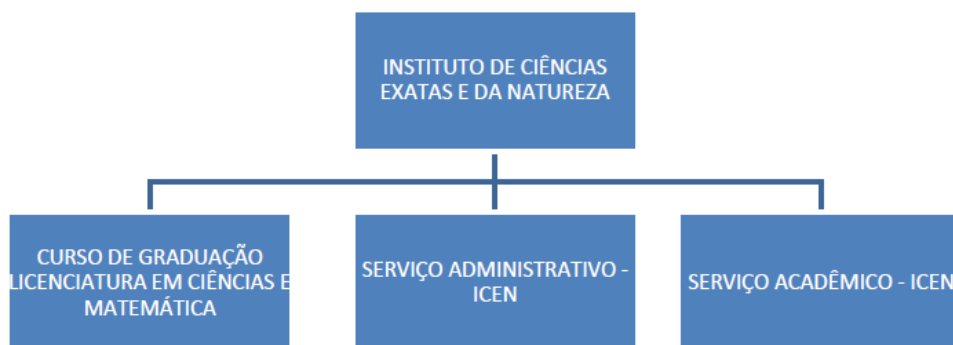 INSTITUTO DE CIÊNCIAS
EXATAS E DA NATUREZA
CURSO DE GRADUAÇÃO
LICENCIATURA EM CIÊNCIAS E
MATEMÁTICA
SERVIÇO ADMINISTRATIVO -
ICEN
SERVIÇO ACADÊMICO - ICEN